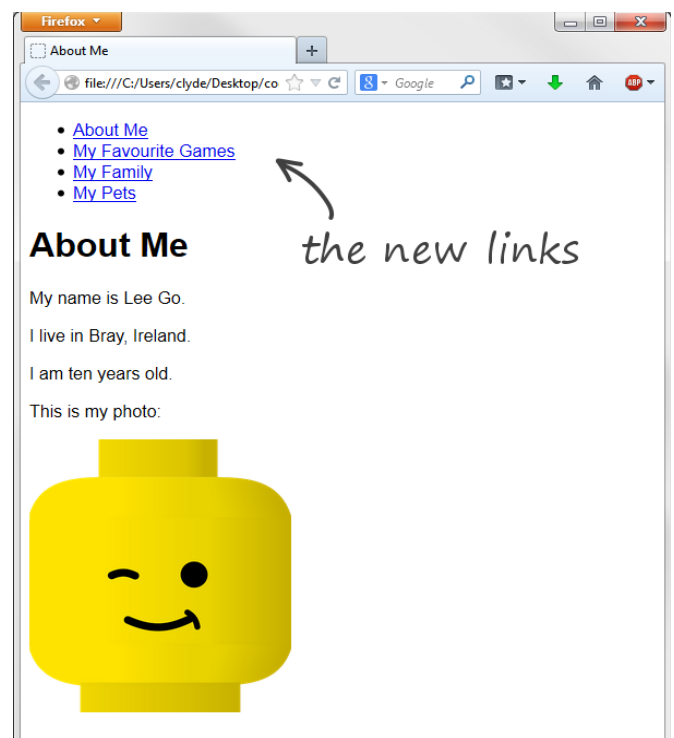 Firefox
About Me
file:///C:/Users/clyde/Desktop/co
Google
ABP
About Me
My Favourite Games
My Family
My Pets
the new links
About Me
My name is Lee Go.
I live in Bray, Ireland.
I am ten years old.
This is my photo: